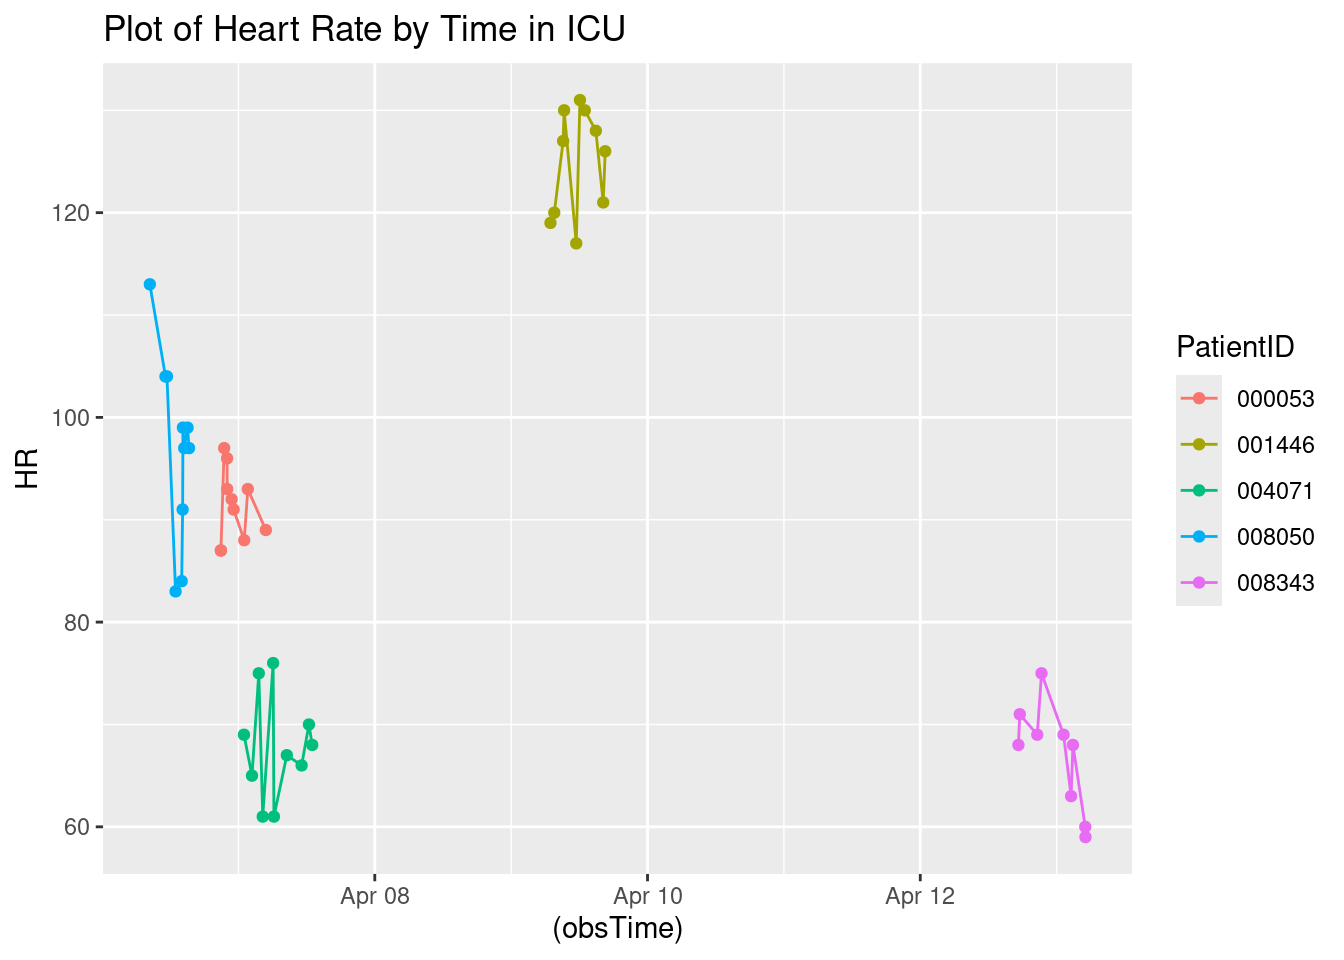 Plot of Heart Rate by Time in ICU
HR
120
100
80
60
Apr 08
Apr 10
Apr 12
(obsTime)
PatientID
000053
001446
004071
008050
008343